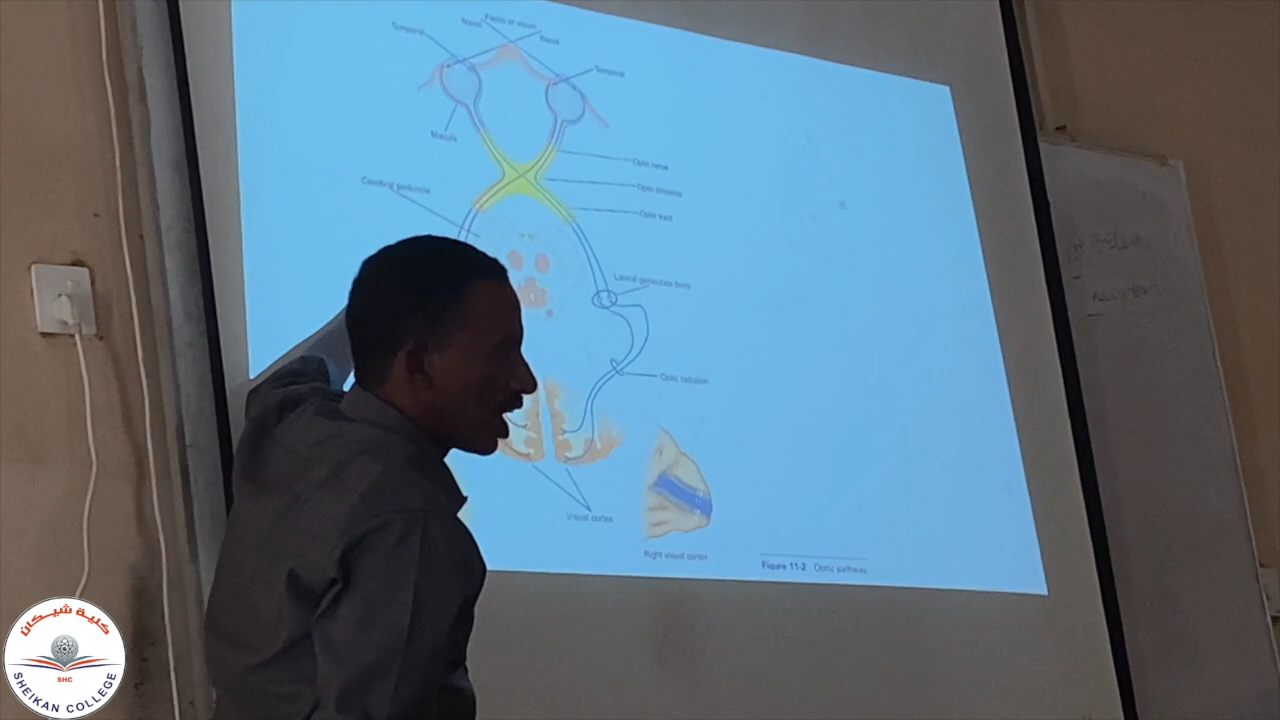 Fields of vision
Temporal
Nasal
Nasal
Temporal
Macula
Optic nerve
Cerebral peduncle
Optic chiasma
Optic tract
Lateral geniculate body
Optic radiation
Visual cortex
Right visual cortex
Figure 11-2 Optic pathway
كلية شيكان
SHC
SHEIKAN COLLEGE